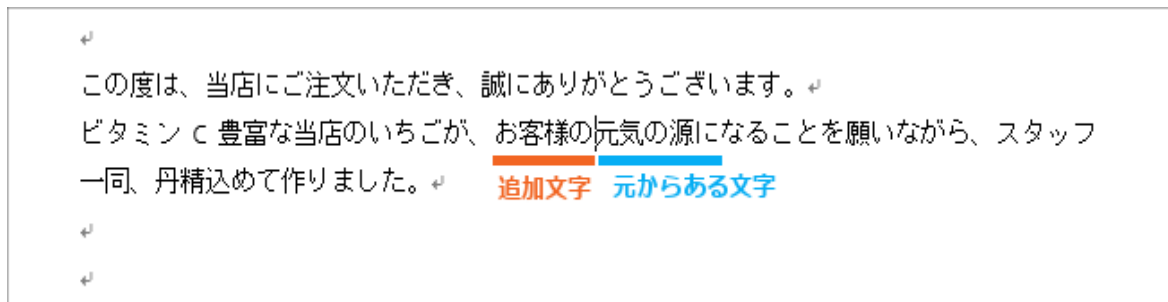 この度は、当店にご注文いただき、誠にありがとうございます。
ビタミン C 豊富な当店のいちごが、お客様の元気の源になることを願いながら、スタッフ
一同、丹精込めて作りました。
追加文字 元からある文字